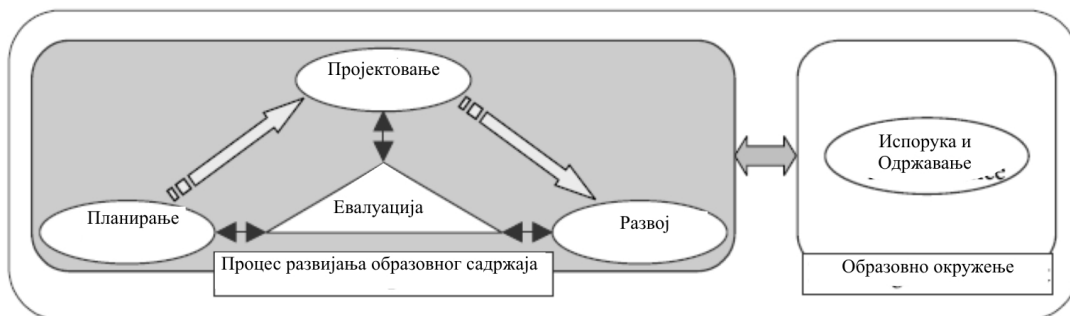 Пројектовање
Испорука и
Одржавање
Планирање
Евалуација
Развој
Процес развијања образовног садржаја
Образовно окружење